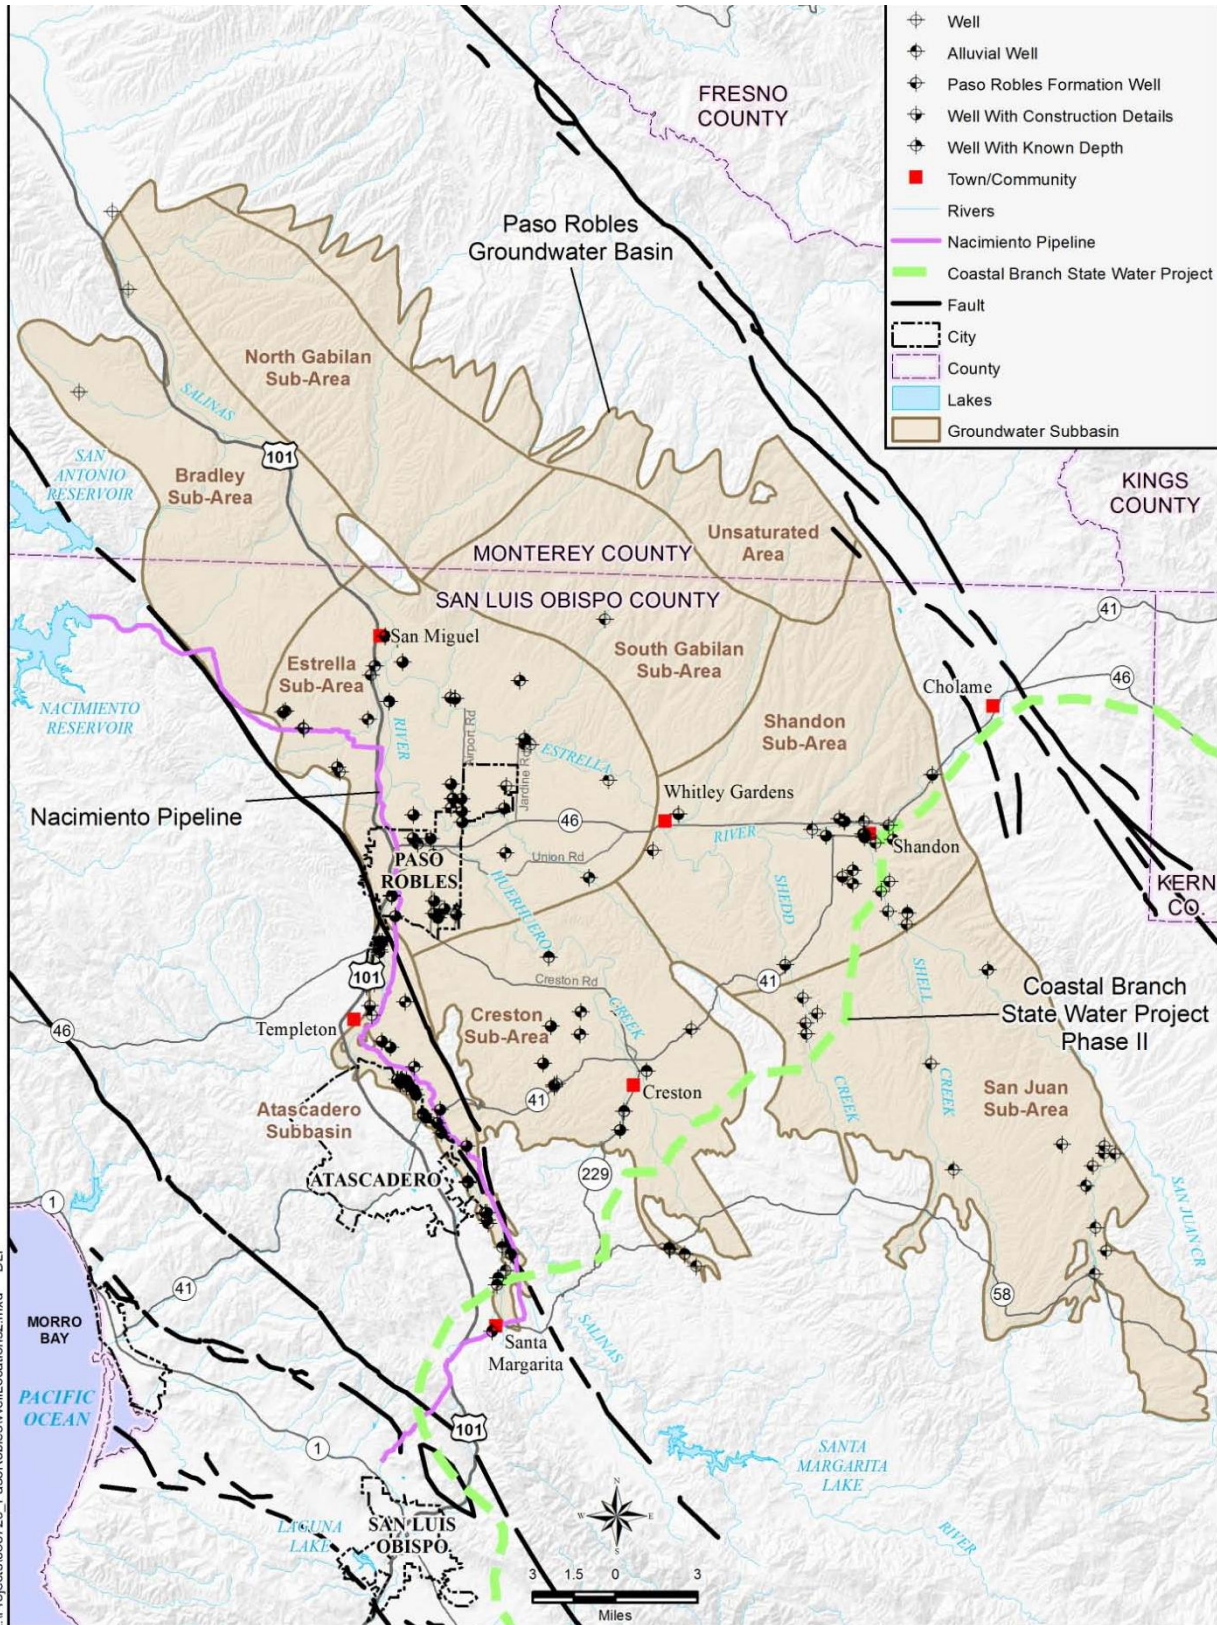 Well
Alluvial Well
Paso Robles Formation Well
Well With Construction Details
Well With Known Depth
Town/Community
Rivers
Nacimiento Pipeline
Coastal Branch State Water Project
Fault
City
County
Lakes
Groundwater Subbasin
FRESNO
COUNTY
Paso Robles
Groundwater Basin
North Gabilan
Sub-Area
SALINAS
101
SAN
ANTONIO
RESERVOIR
Bradley
Sub-Area
KINGS
COUNTY
Unsaturated
Area
MONTEREY COUNTY
SAN LUIS OBISPO COUNTY
41
San Miguel
Estrella
Sub-Area
South Gabilan
Sub-Area
Cholame
46
NACIMIENTO
RESERVOIR
RIVER
Airport Rd
Jardine Rd
ESTRELLA
Shandon
Sub-Area
Whitley Gardens
Nacimiento Pipeline
46
RIVER
Shandon
PASO
ROBLES
Union Rd
HUERHUERO
SHEDD
KERN
CO.
Creston Rd
101
41
SHELL
Coastal Branch
State Water Project
Phase II
46
Templeton
Creston
Sub-Area
CREEK
41
Creston
CREEK
CREEK
San Juan
Sub-Area
Atascadero
Subbasin
ATASCADERO
229
SAN JUAN CR
1
41
58
MORRO
BAY
Santa
Margarita
SALINAS
PACIFIC
OCEAN
101
1
SANTA
MARGARITA
LAKE
SAN LUIS
OBISPO
LAGUNA
LAKE
N
W
E
S
RIVER
3 1.5 0 3
Miles